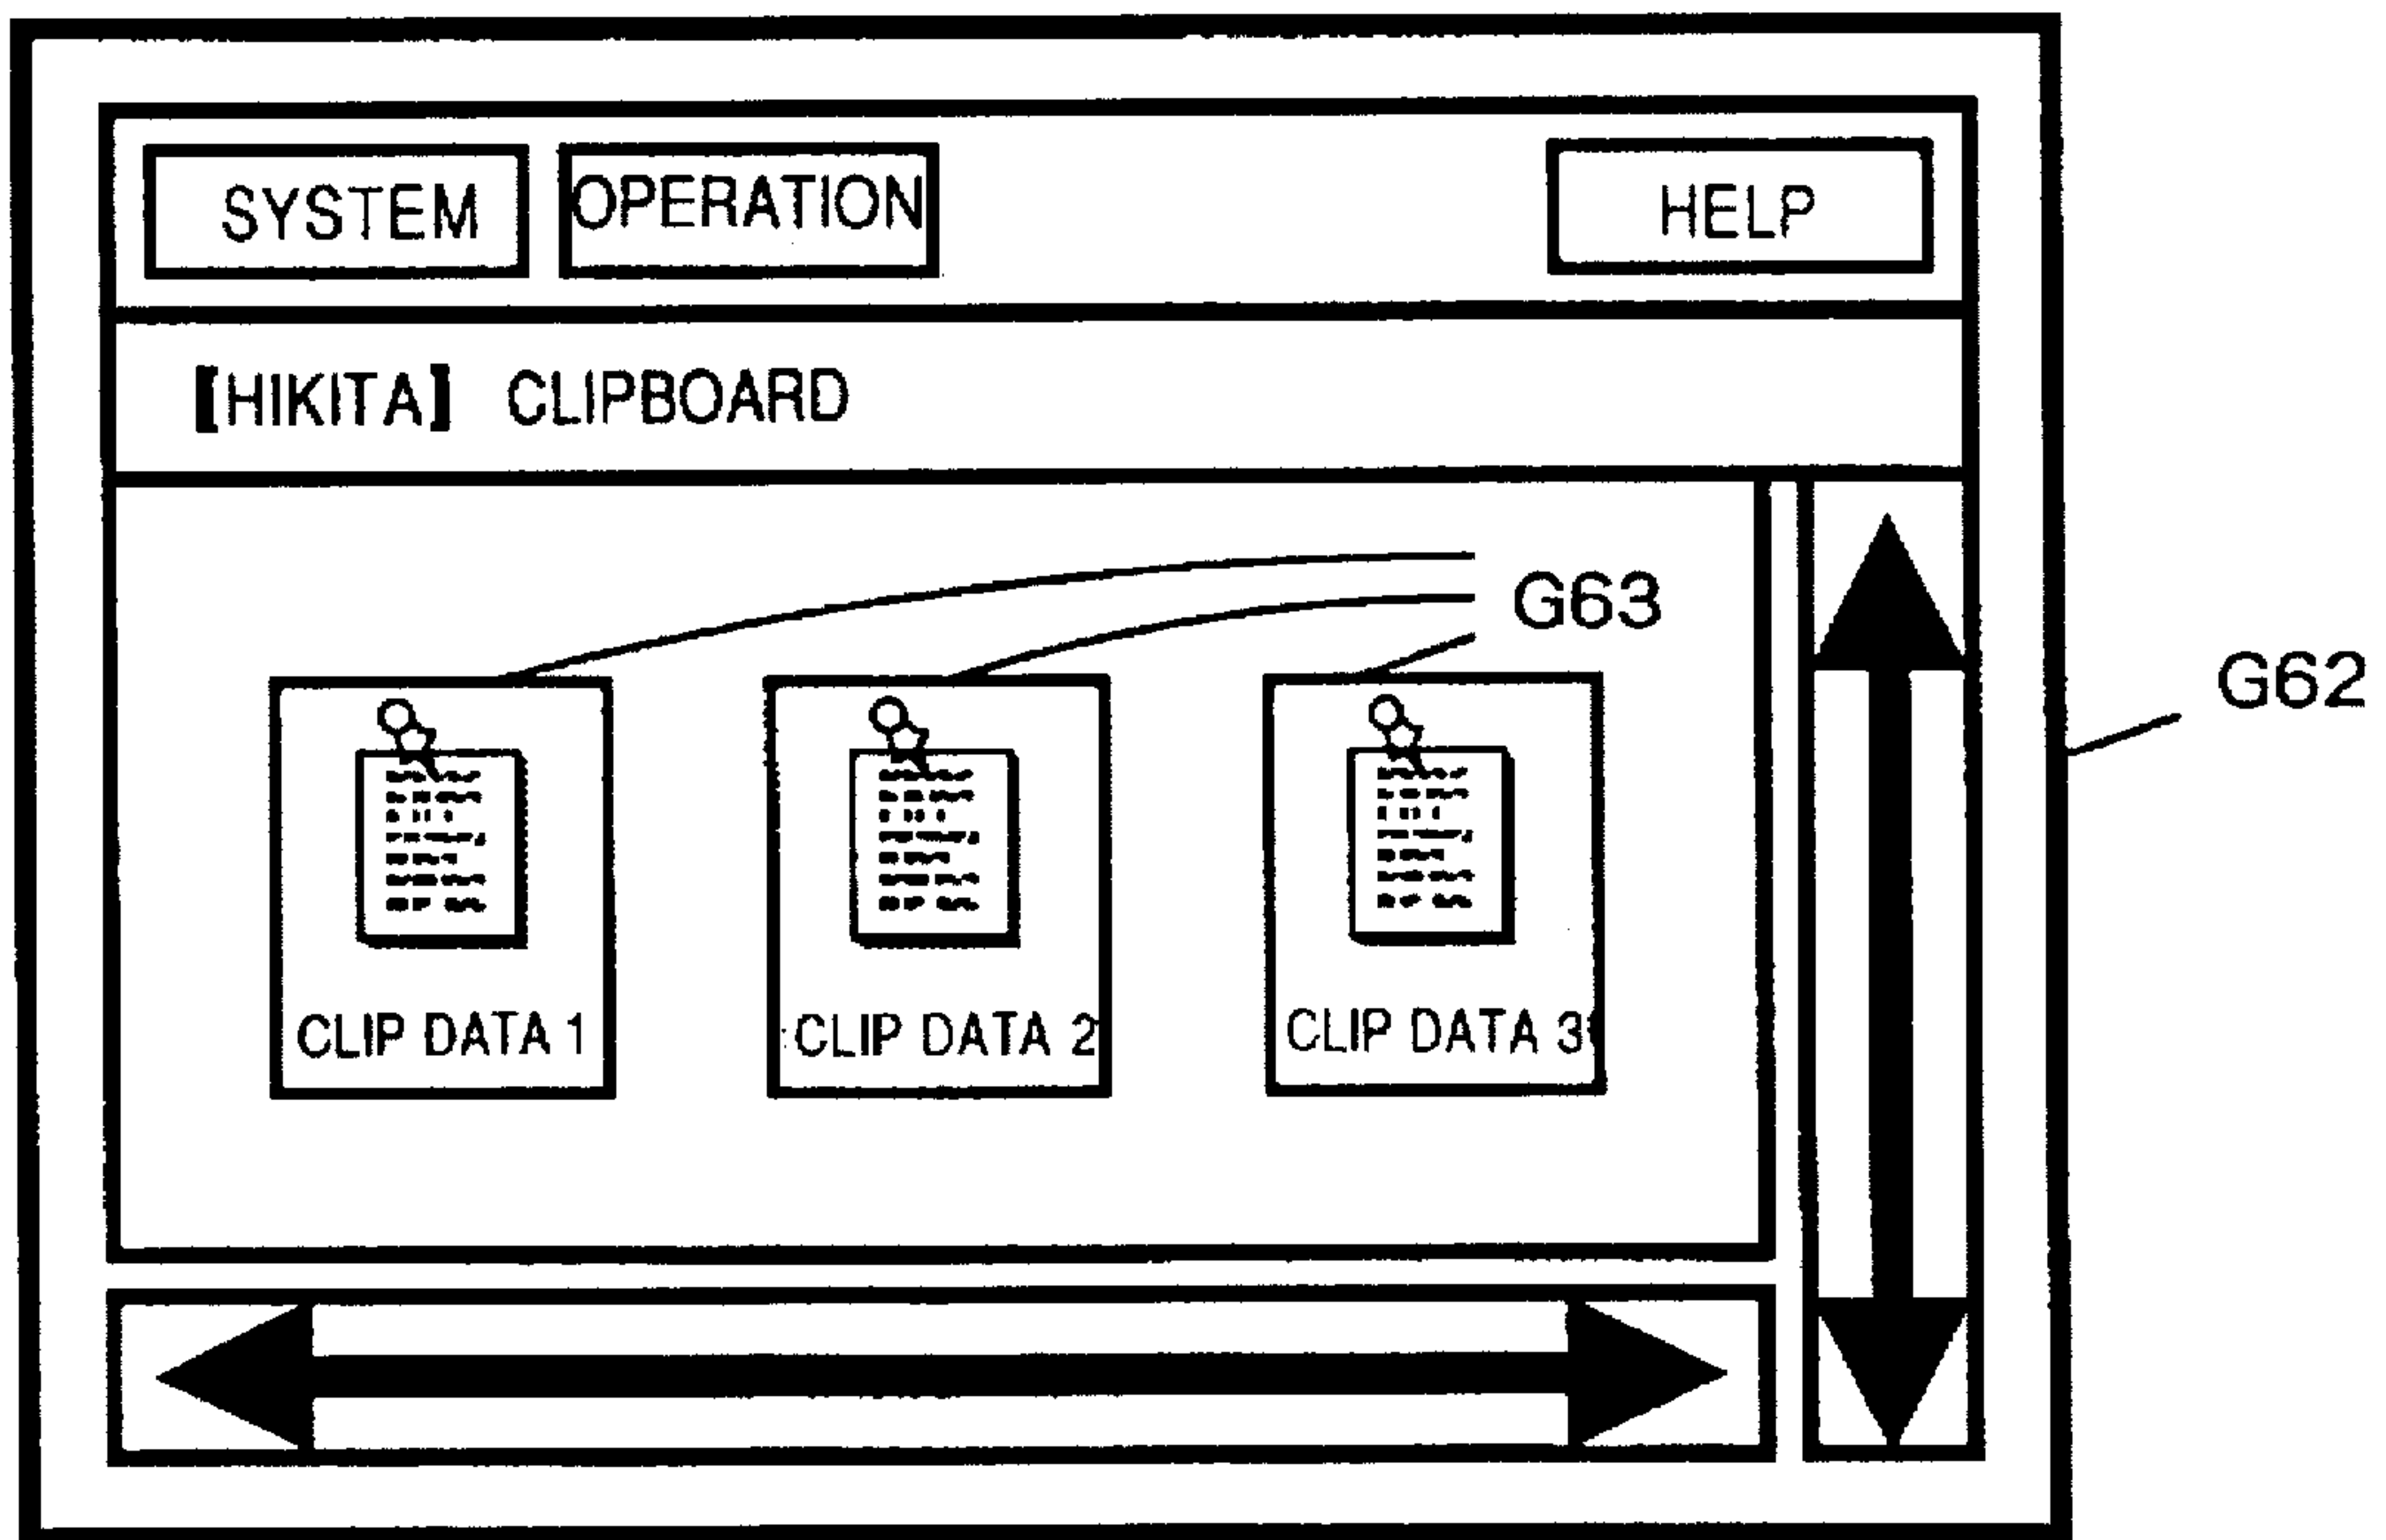 SYSTEM OPERATION HELP
【HIKITA】 CLIPBOARD
G63
G62
CLIP DATA 1 CLIP DATA 2 CLIP DATA 3